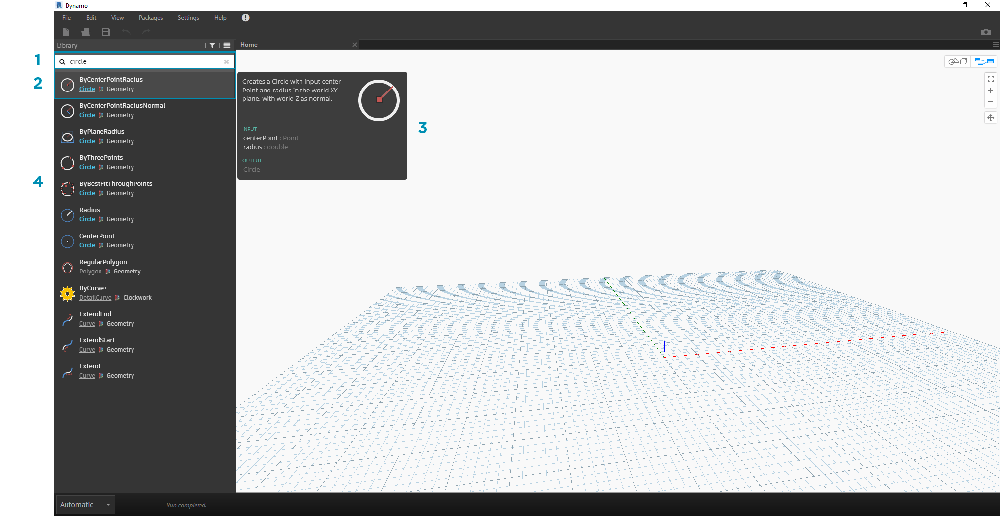 Dynamo
File Edit View Packages Settings Help
Library
Home
1
circle
2
ByCenterPointRadius
Circle Geometry
ByCenterPointRadiusNormal
Circle Geometry
ByPlaneRadius
Circle Geometry
ByThreePoints
Circle Geometry
4
ByBestFitThroughPoints
Circle Geometry
Radius
Circle Geometry
CenterPoint
Circle Geometry
RegularPolygon
Polygon Geometry
ByCurve+
DetailCurve Clockwork
ExtendEnd
Curve Geometry
ExtendStart
Curve Geometry
Extend
Curve Geometry
Creates a Circle with input center
Point and radius in the world XY
plane, with world Z as normal.
3
INPUT
centerPoint : Point
radius : double
OUTPUT
Circle
Automatic
Run completed.